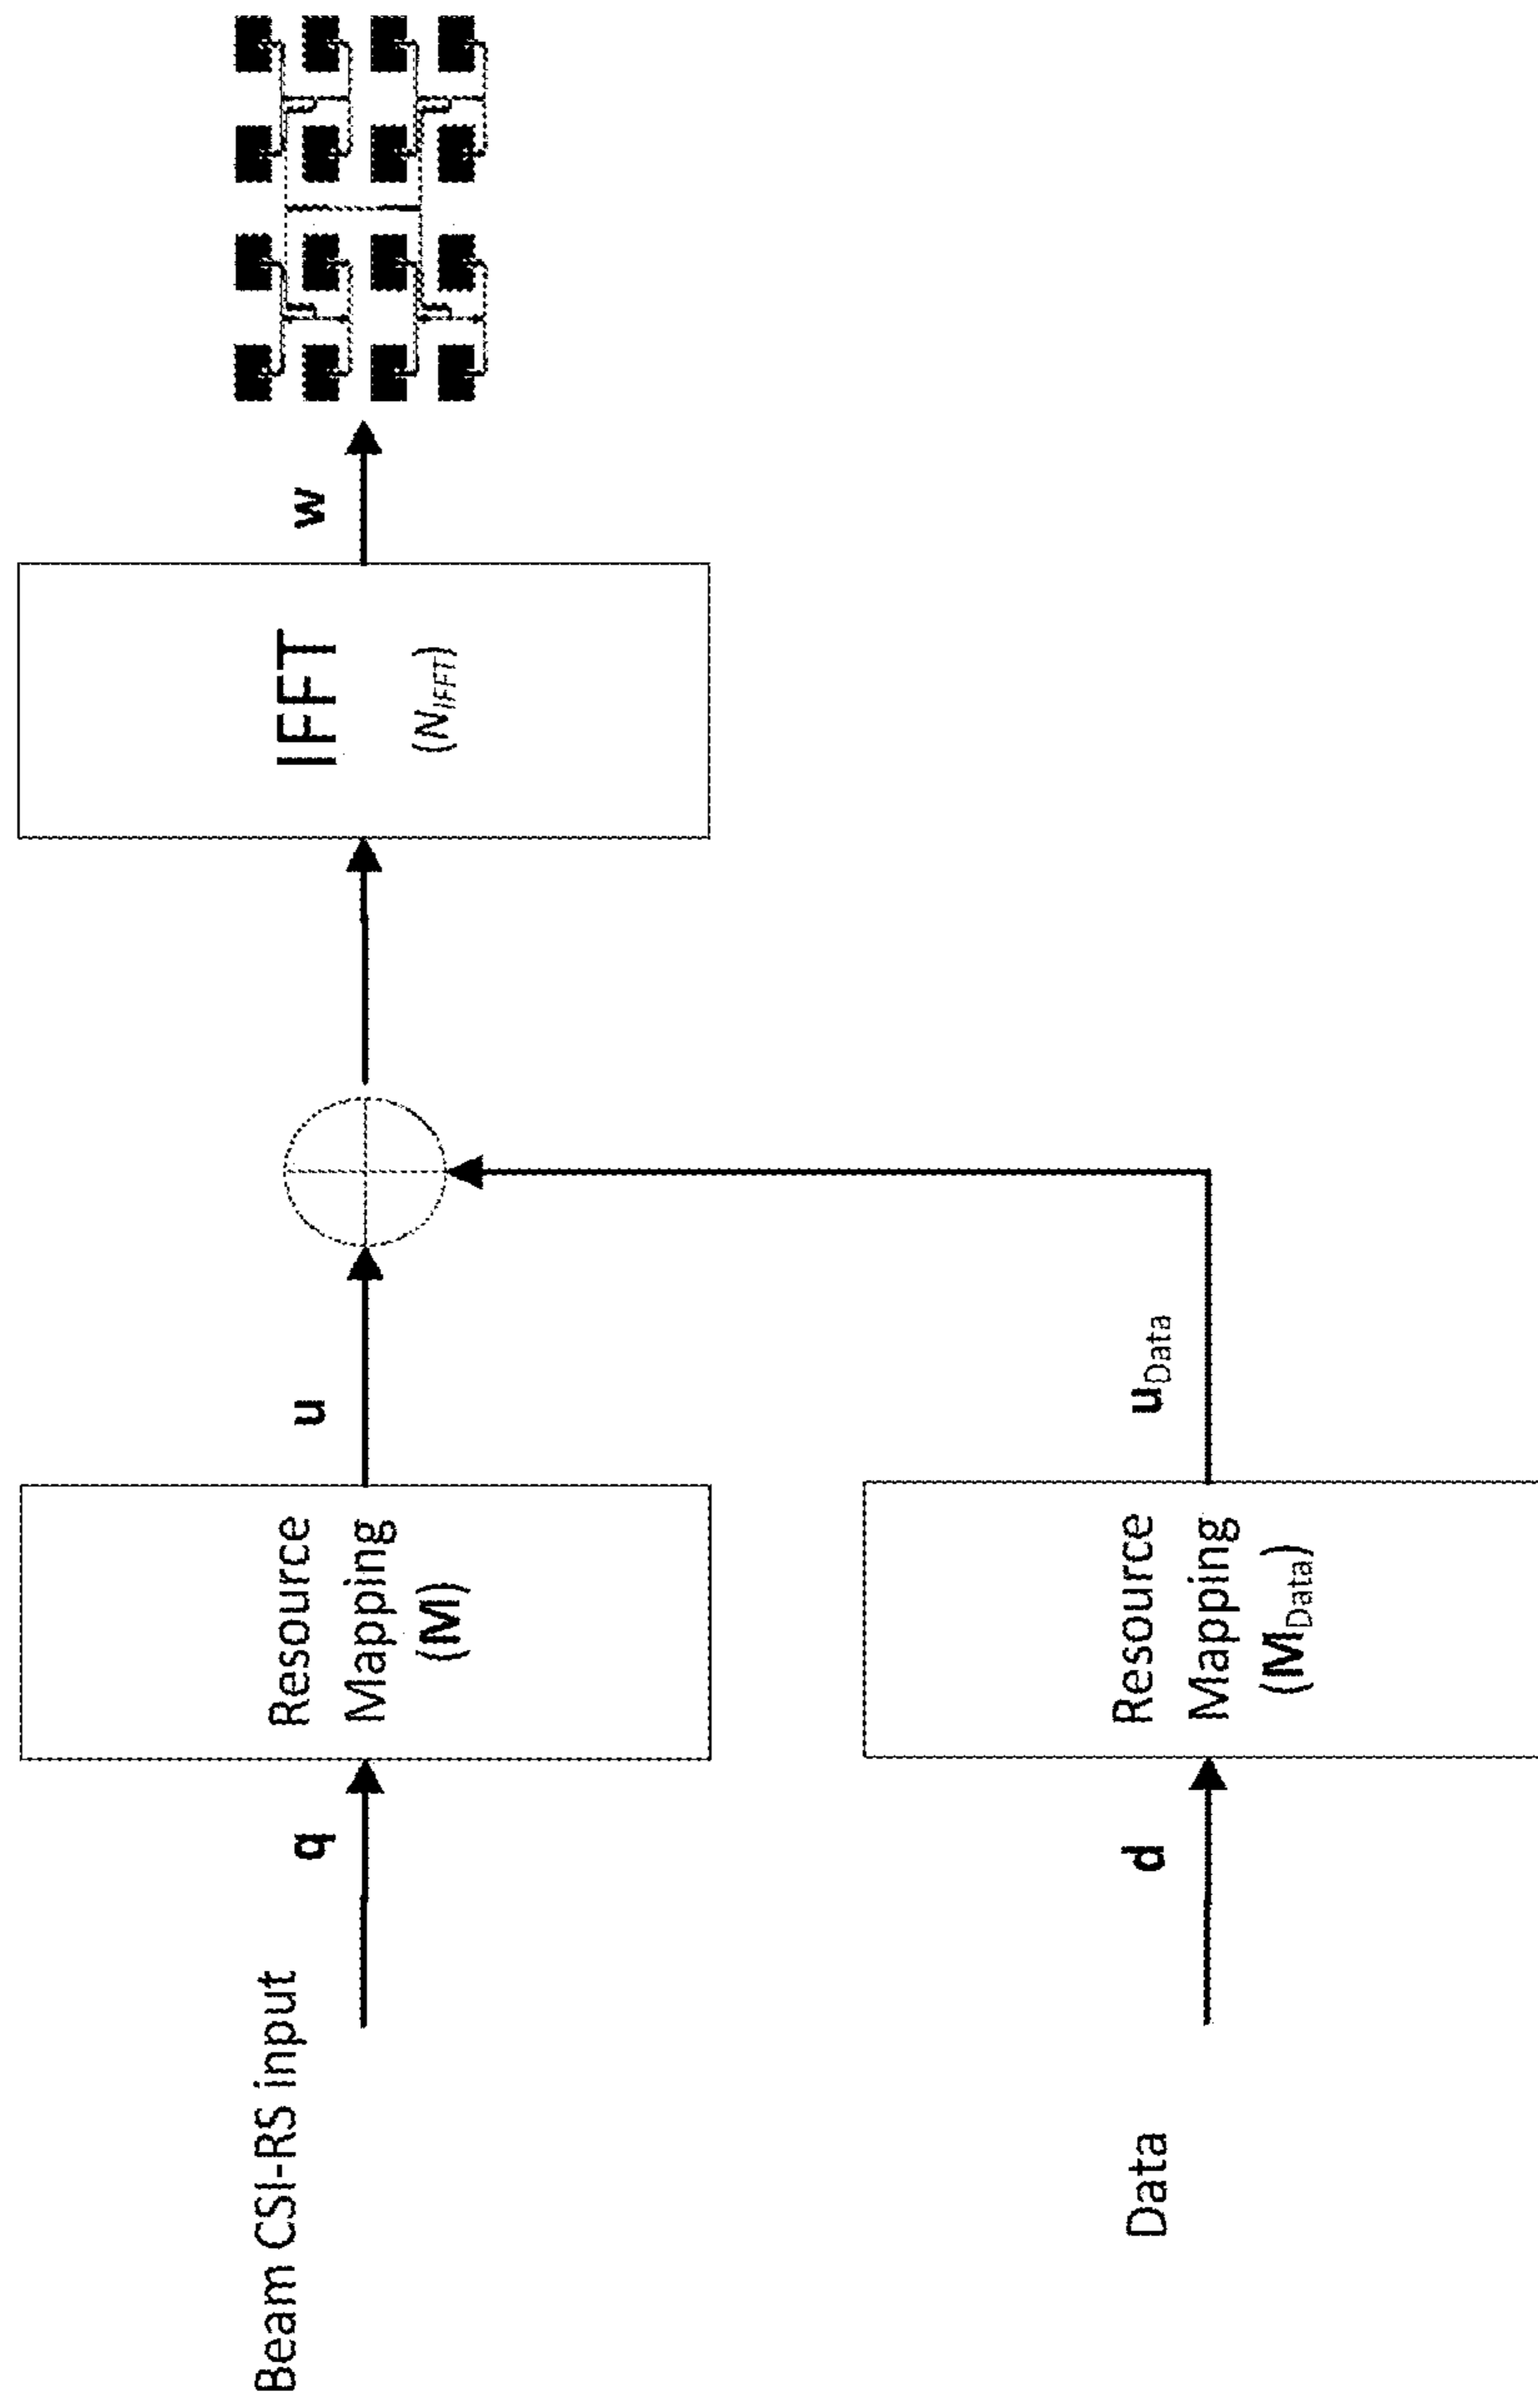 Beam CSI-RS input
q
Resource
Mapping
(M)
u
IFFT
(N_IFFT)
w
Data
d
Resource
Mapping
(M_Data)
u_Data